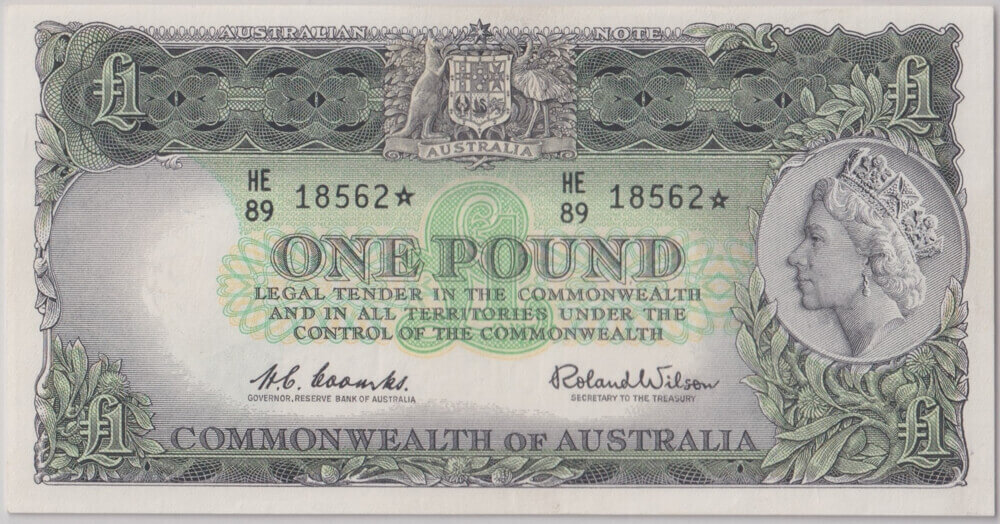 AUSTRALIAN NOTE
£1 £1
AUSTRALIA
HE
89 18562☆
HE
89 18562☆
£
ONE POUND
LEGAL TENDER IN THE COMMONWEALTH
AND IN ALL TERRITORIES UNDER THE
CONTROL OF THE COMMONWEALTH
H.C. Coombs.
GOVERNOR, RESERVE BANK OF AUSTRALIA
Roland Wilson
SECRETARY TO THE TREASURY
£1 £1
COMMONWEALTH OF AUSTRALIA